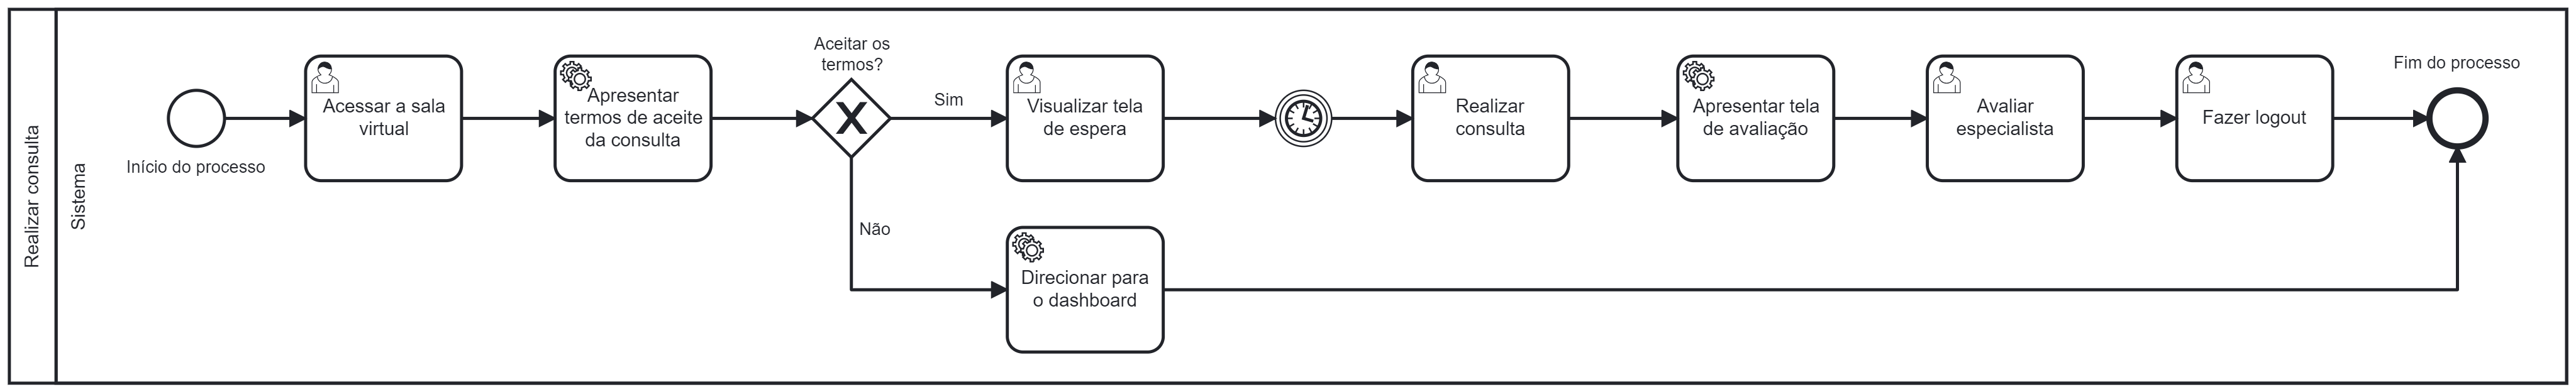 Realizar consulta
Sistema
Início do processo
Acessar a sala
virtual
Apresentar
termos de aceite
da consulta
Aceitar os
termos?
Sim
Não
Visualizar tela
de espera
Realizar
consulta
Apresentar tela
de avaliação
Avaliar
especialista
Fazer logout
Fim do processo
Direcionar para
o dashboard